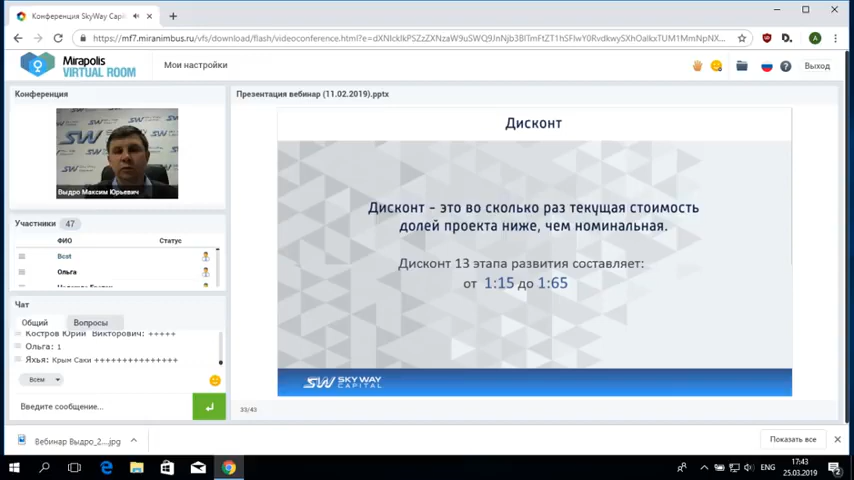 Конференция SkyWay Capi
https://mf7.miranimbus.ru/vfs/download/flash/videoconference.html?
Mirapolis
VIRTUAL ROOM
Мои настройки
Выход
Конференция
Презентация вебинар (11.02.2019).pptx
Выдро Максим Юрьевич
Участники 47
ФИО Статус
Bcat
Ольга
Чат
Общий Вопросы
Костров Юрий Викторович: +++++
Ольга: 1
Яхья: Крым Саки +++++++++++++++
Всем
Введите сообщение...
Дисконт
Дисконт - это во сколько раз текущая стоимость
долей проекта ниже, чем номинальная.
Дисконт 13 этапа развития составляет:
от 1:15 до 1:65
SKY WAY
CAPITAL
33/43
Вебинар Выдро_2....jpg
Показать все
ENG
17:43
25.03.2019